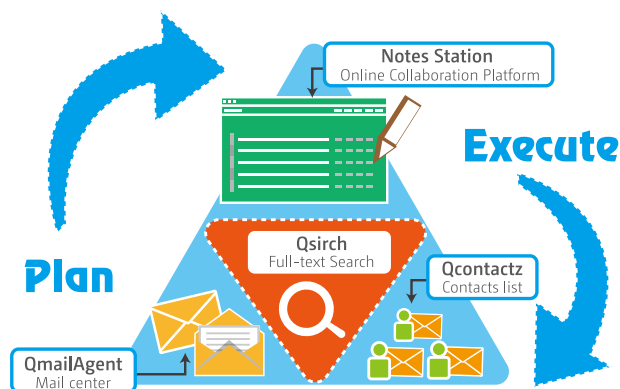 Notes Station
Online Collaboration Platform
Execute
Qsirch
Full-text Search
Plan
Qcontactz
Contacts list
QmailAgent
Mail center